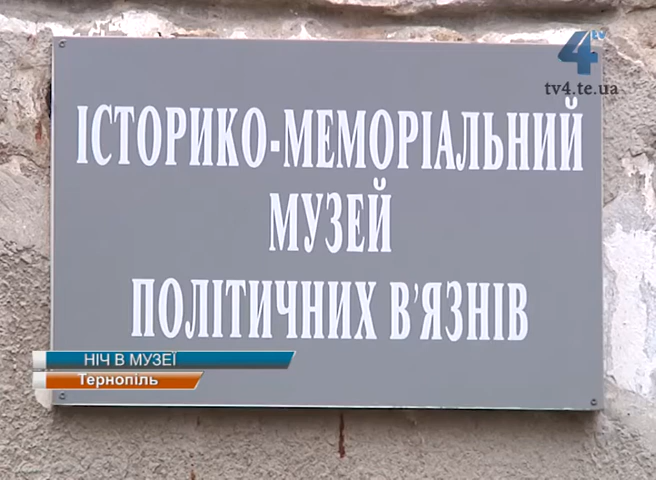 4
tv4.te.ua
ІСТОРИКО-МЕМОРІАЛЬНИЙ
МУЗЕЙ
ПОЛІТИЧНИХ В'ЯЗНІВ
НІЧ В МУЗЕЇ
Тернопіль